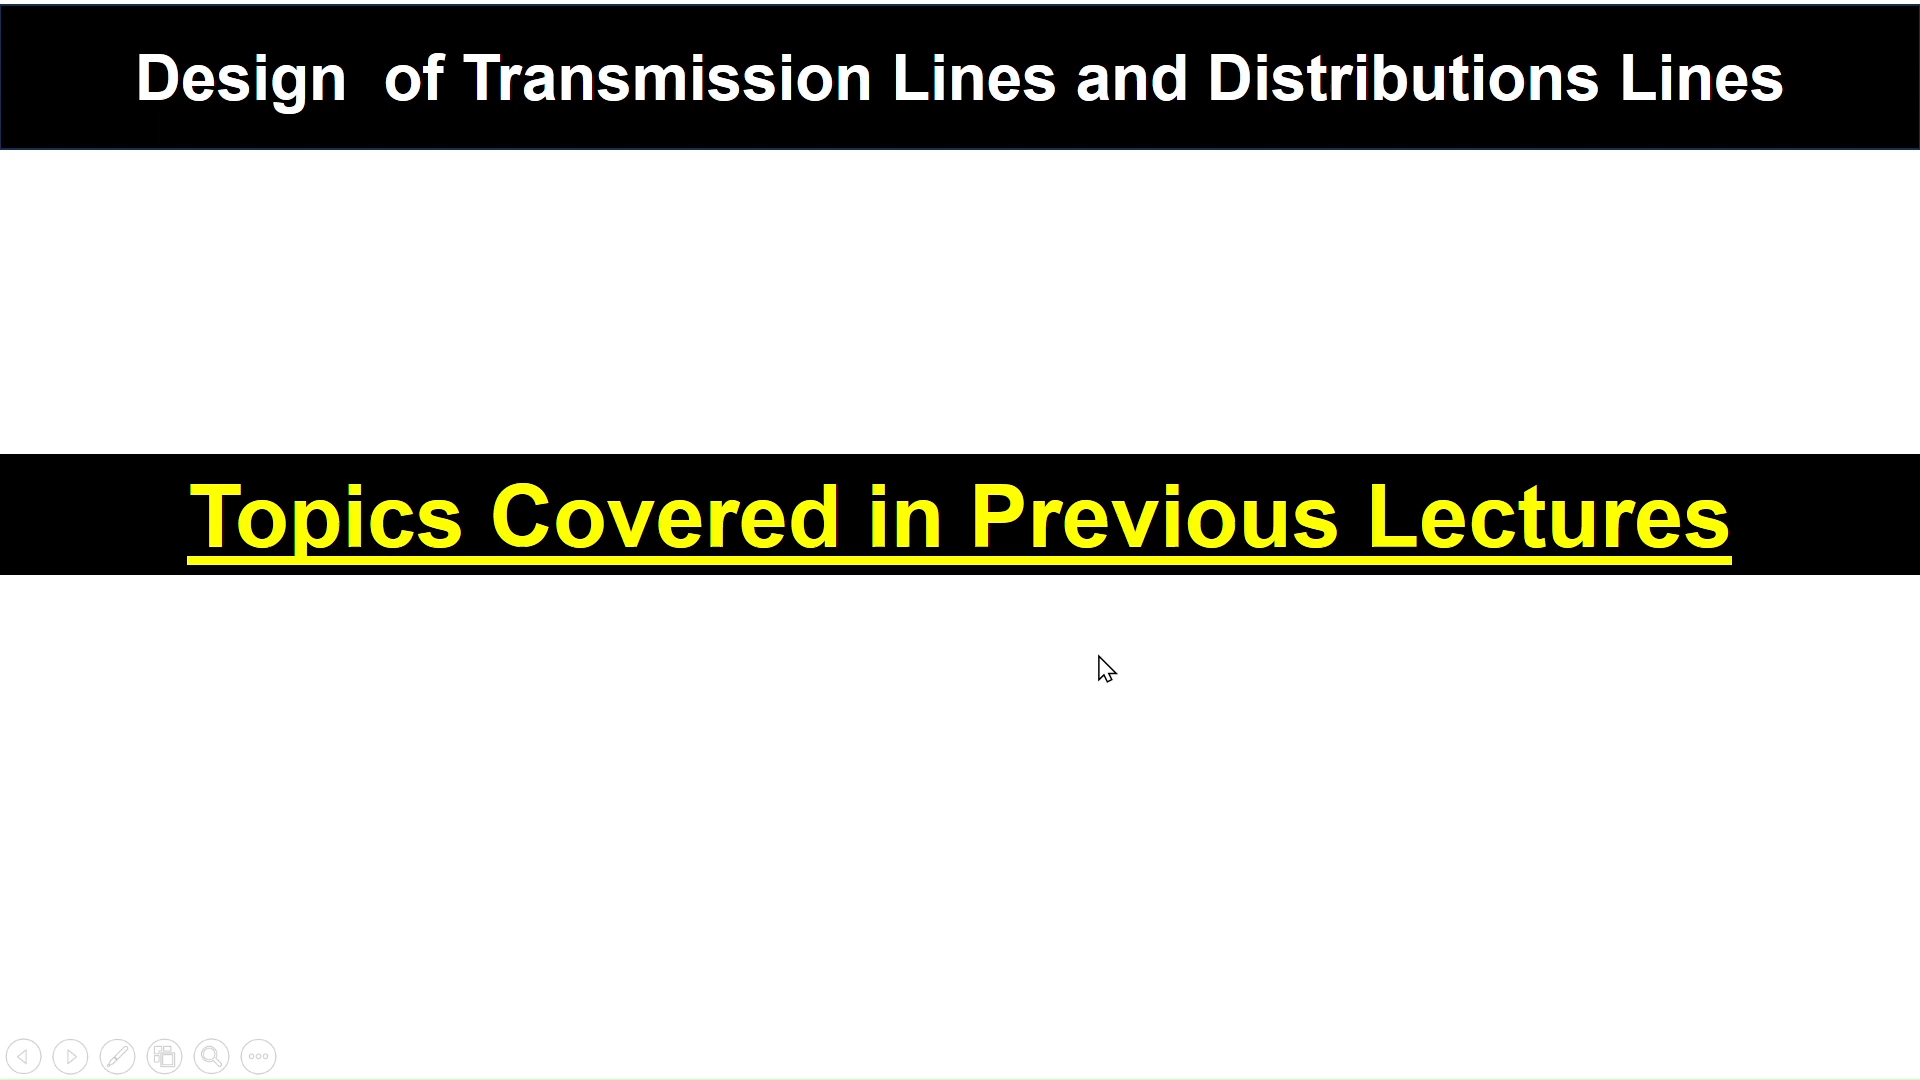 Design  of Transmission Lines and Distributions Lines
Topics Covered in Previous Lectures